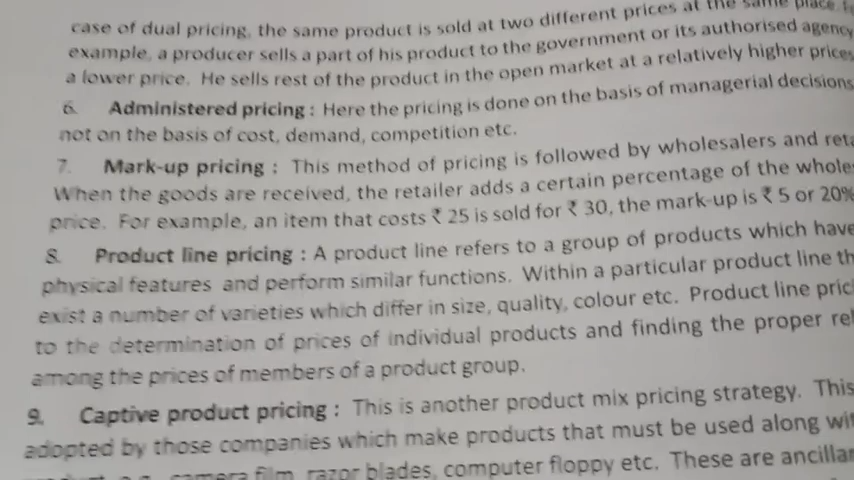 case of dual pricing, the same product is sold at two different prices at the same place.
example, a producer sells a part of his product to the government or its authorised agency
a lower price. He sells rest of the product in the open market at a relatively higher prices
6. Administered pricing : Here the pricing is done on the basis of managerial decisions
not on the basis of cost, demand, competition etc.
7. Mark-up pricing : This method of pricing is followed by wholesalers and reta
When the goods are received, the retailer adds a certain percentage of the whole
price. For example, an item that costs ₹ 25 is sold for ₹ 30, the mark-up is ₹ 5 or 20%
8. Product line pricing : A product line refers to a group of products which have
physical features and perform similar functions. Within a particular product line th
exist a number of varieties which differ in size, quality, colour etc. Product line pric
to the determination of prices of individual products and finding the proper rel
among the prices of members of a product group.
9. Captive product pricing : This is another product mix pricing strategy. This
adopted by those companies which make products that must be used along wit
camera film, razor blades, computer floppy etc. These are ancillar